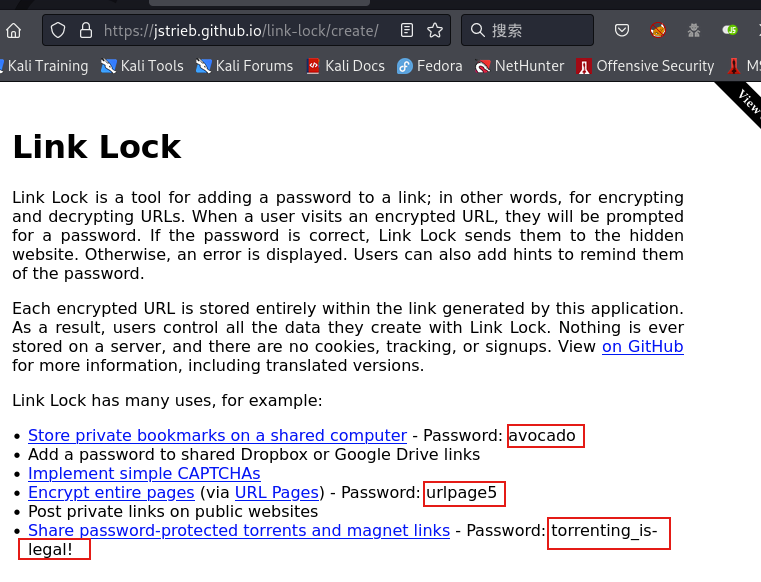 https://jstrieb.github.io/link-lock/create/
搜索
JS
Kali Training Kali Tools Kali Forums Kali Docs Fedora NetHunter Offensive Security
Link Lock
View
Link Lock is a tool for adding a password to a link; in other words, for encrypting
and decrypting URLs. When a user visits an encrypted URL, they will be prompted
for a password. If the password is correct, Link Lock sends them to the hidden
website. Otherwise, an error is displayed. Users can also add hints to remind them
of the password.
Each encrypted URL is stored entirely within the link generated by this application.
As a result, users control all the data they create with Link Lock. Nothing is ever
stored on a server, and there are no cookies, tracking, or signups. View on GitHub
for more information, including translated versions.
Link Lock has many uses, for example:
• Store private bookmarks on a shared computer - Password: avocado
• Add a password to shared Dropbox or Google Drive links
• Implement simple CAPTCHAs
• Encrypt entire pages (via URL Pages) - Password: urlpage5
• Post private links on public websites
• Share password-protected torrents and magnet links - Password: torrenting_is-
legal!